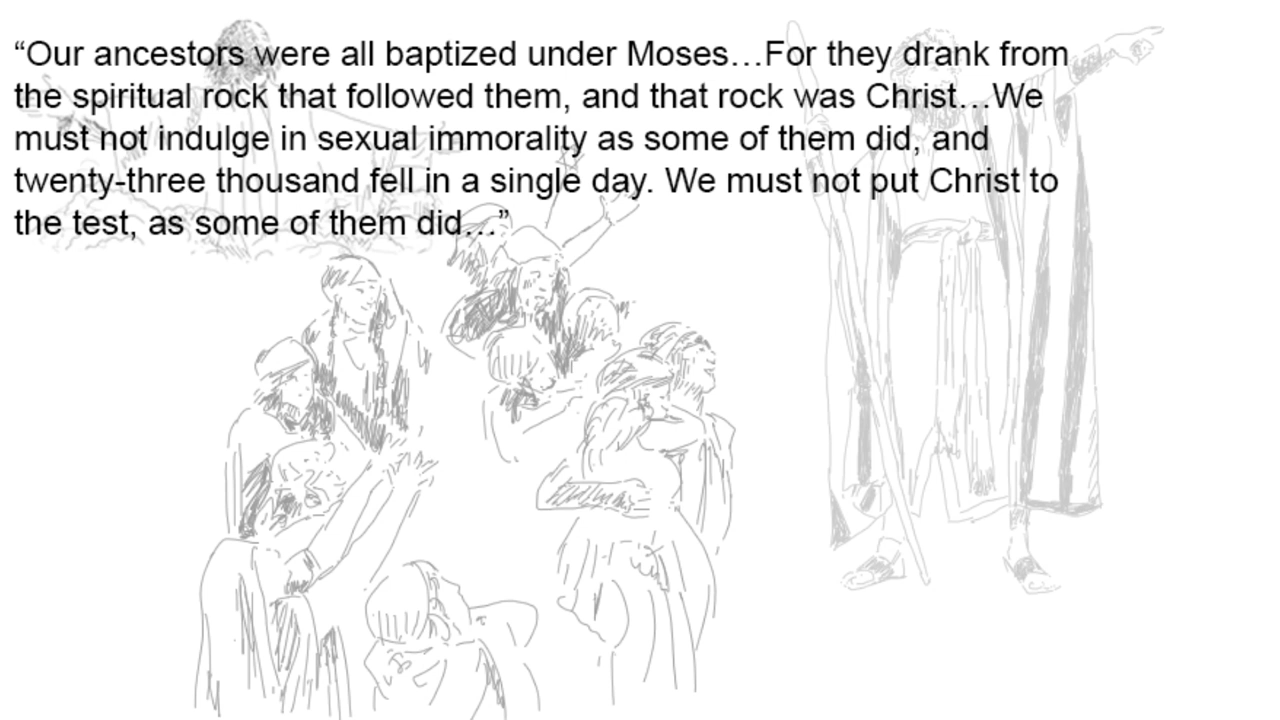 “Our ancestors were all baptized under Moses…For they drank from
the spiritual rock that followed them, and that rock was Christ…We
must not indulge in sexual immorality as some of them did, and
twenty-three thousand fell in a single day. We must not put Christ to
the test, as some of them did…”